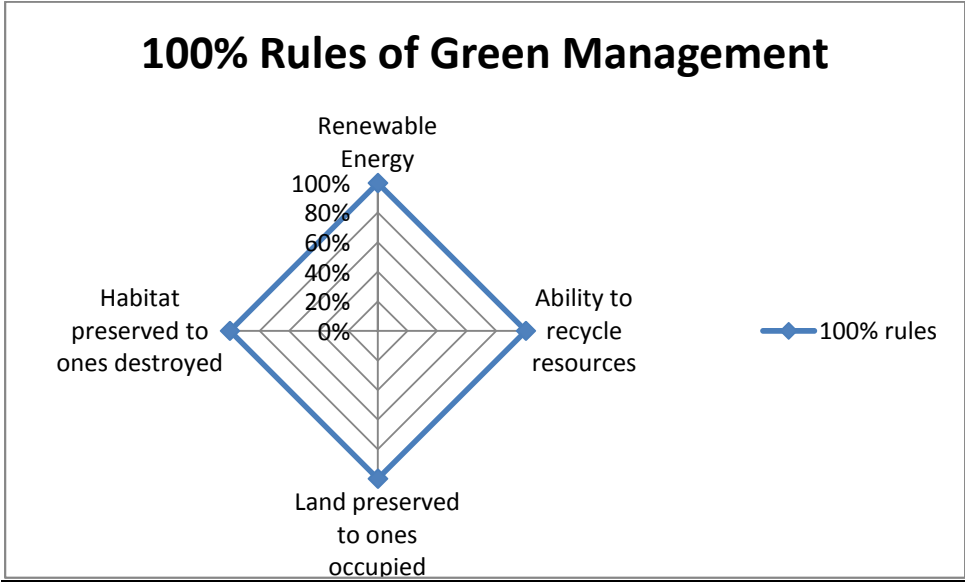 100% Rules of Green Management
Renewable
Energy
100%
80%
60%
40%
20%
0%
Habitat
preserved to
ones destroyed
Ability to
recycle
resources
Land preserved
to ones
occupied
100% rules